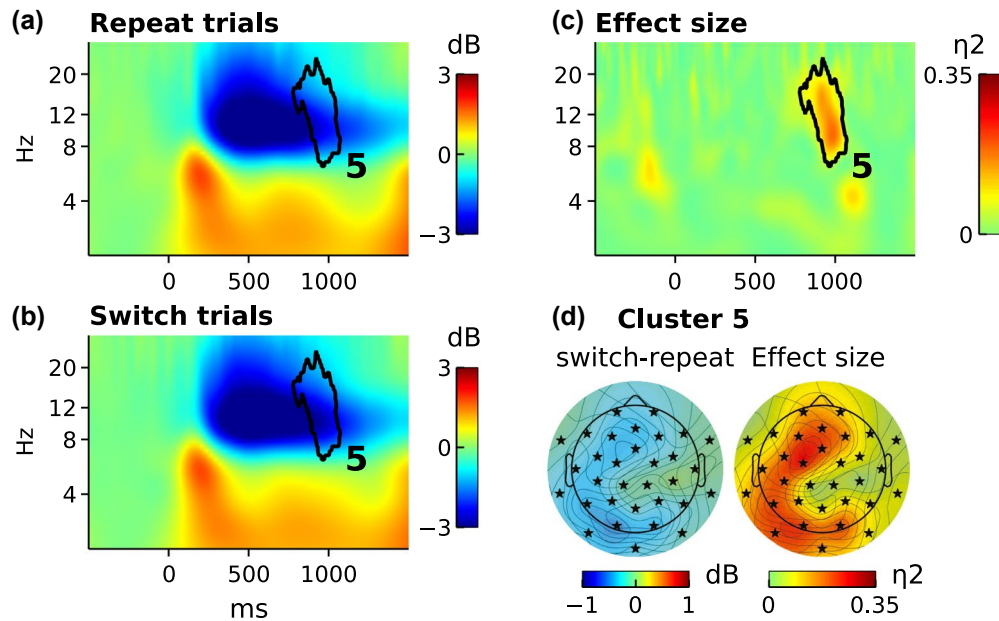 (a) Repeat trials
dB
20
12
8
4
Hz
3
0
−3
0 500 1000
5
(b) Switch trials
dB
20
12
8
4
Hz
3
0
−3
0 500 1000
5
ms
(c) Effect size
η2
0.35
0
20
12
8
4
0 500 1000
5
(d) Cluster 5
switch-repeat Effect size
dB
−1 0 1
η2
0 0.35